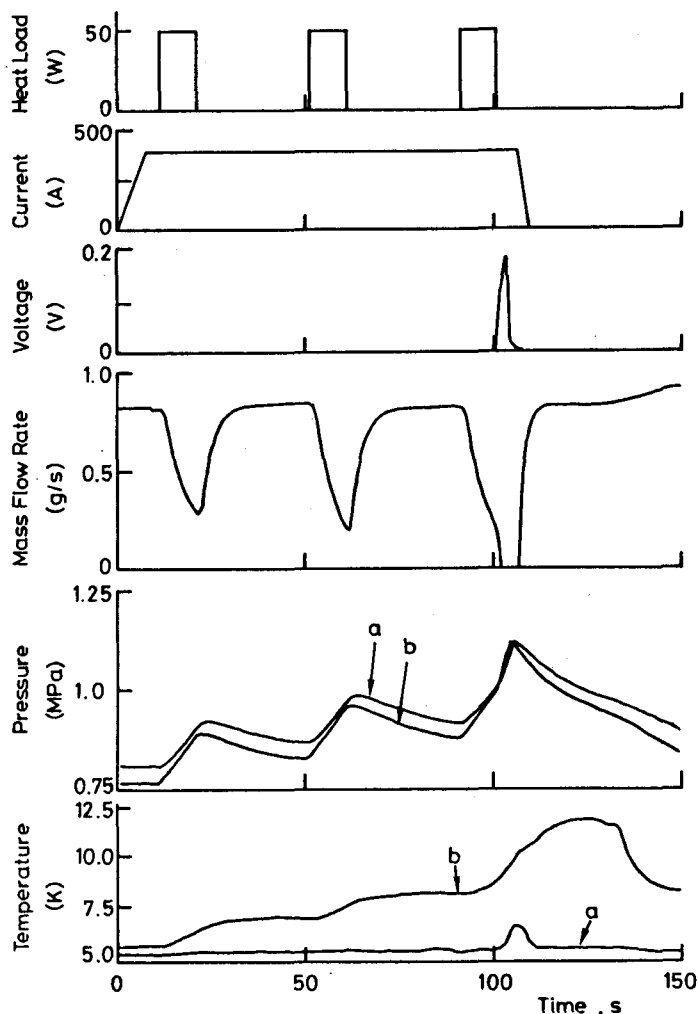 Heat Load
(W)
50
0
Current
(A)
500
0
Voltage
(V)
0.2
0
Mass Flow Rate
(g/s)
1.0
0.5
0
Pressure
(MPa)
1.25
1.0
0.75
a
b
Temperature
(K)
12.5
10.0
7.5
5.0
b
a
0
50
100
150
Time , s